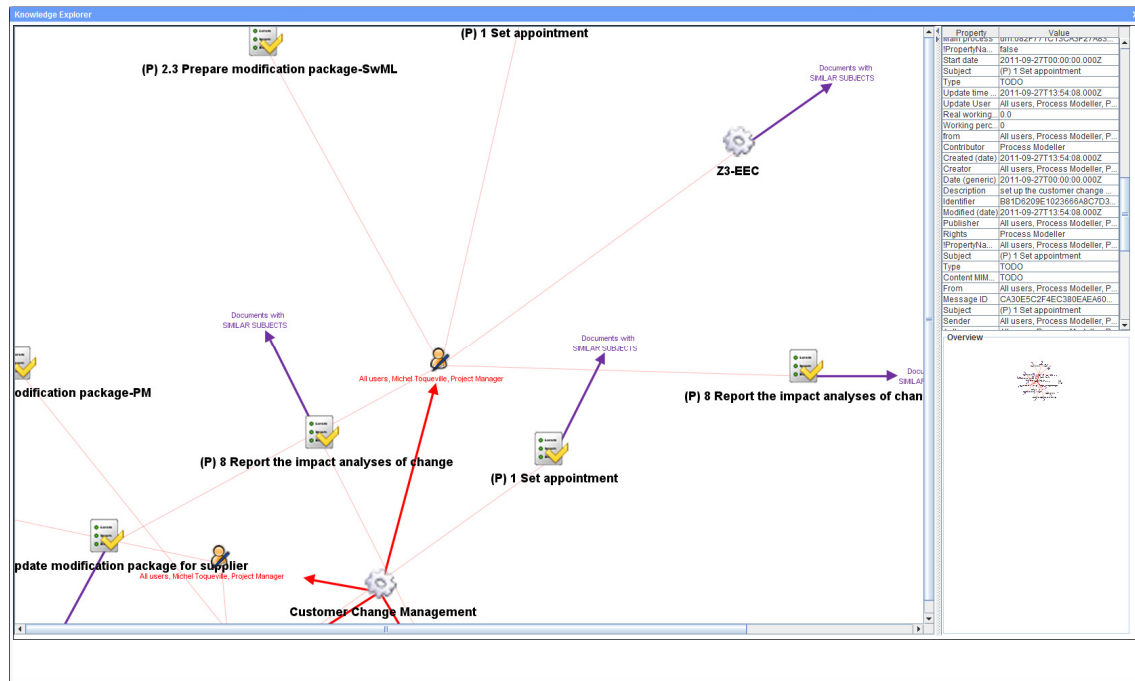 Knowledge Explorer
(P) 1 Set appointment
(P) 2.3 Prepare modification package-SwML
Documents with
SIMILAR SUBJECTS
Z3-EEC
Documents with
SIMILAR SUBJECTS
Documents with
SIMILAR SUBJECTS
All users, Michel Toqueville, Project Manager
odification package-PM
(P) 8 Report the impact analyses of chan
(P) 8 Report the impact analyses of change
(P) 1 Set appointment
pdate modification package for supplier
All users, Michel Toqueville, Project Manager
Customer Change Management
Property Value
!PropertyNa... false
Start date 2011-09-27T00:00:00.000Z
Subject (P) 1 Set appointment
Type TODO
Update time ... 2011-09-27T13:54:08.000Z
Update User All users, Process Modeller, P...
Real working... 0.0
Working perc... 0
from All users, Process Modeller, P...
Contributor Process Modeller
Created (date) 2011-09-27T13:54:08.000Z
Creator All users, Process Modeller, P...
Date (generic) 2011-09-27T00:00:00.000Z
Description set up the customer change ...
Identifier B81D6209E1023666A8C7D3...
Modified (date) 2011-09-27T13:54:08.000Z
Publisher All users, Process Modeller, P...
Rights Process Modeller
!PropertyNa... All users, Process Modeller, P...
Subject (P) 1 Set appointment
Type TODO
Content MIM... TODO
From All users, Process Modeller, P...
Message ID CA30E5C2F4EC380EAEA60...
Subject (P) 1 Set appointment
Sender All users, Process Modeller, P...
Overview